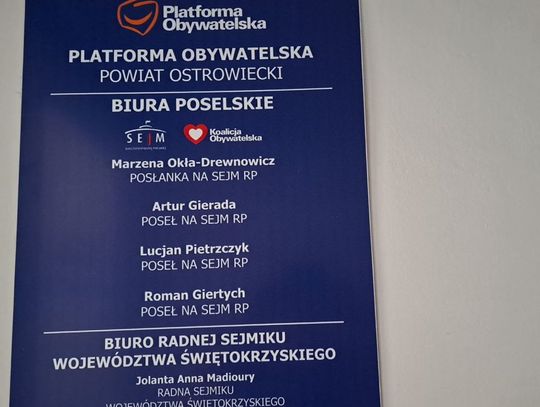 Platforma
Obywatelska
PLATFORMA OBYWATELSKA
POWIAT OSTROWIECKI
BIURA POSELSKIE
SEJM
Koalicja
Obywatelska
Marzena Okła-Drewnowicz
POSŁANKA NA SEJM RP
Artur Gierada
POSEŁ NA SEJM RP
Lucjan Pietrzczyk
POSEŁ NA SEJM RP
Roman Giertych
POSEŁ NA SEJM RP
BIURO RADNEJ SEJMIKU
WOJEWÓDZTWA ŚWIĘTOKRZYSKIEGO
Jolanta Anna Madioury
RADNA SEJMIKU
WOJEWÓDZTWA ŚWIĘTOKRZYSKIEGO